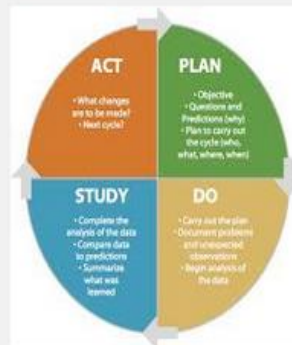 ACT
• What changes
are to be made?
• Next cycle?
PLAN
• Objective
• Questions and
Predictions (why)
• Plan to carry out
the cycle (who,
what, where, when)
STUDY
• Complete the
analysis of the data
• Compare data
to predictions
• Summarize
what was
learned
DO
• Carry out the plan
• Document problems
and unexpected
observations
• Begin analysis of
the data